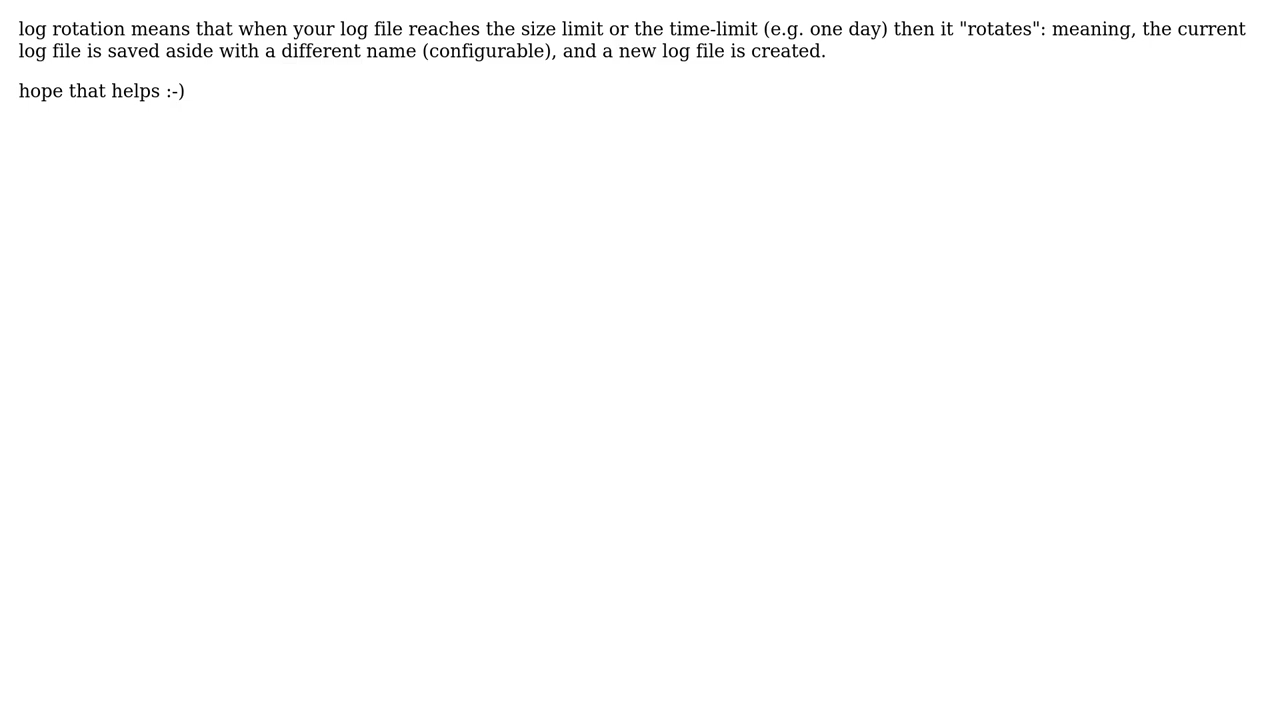 log rotation means that when your log file reaches the size limit or the time-limit (e.g. one day) then it "rotates": meaning, the current
log file is saved aside with a different name (configurable), and a new log file is created.
hope that helps :-)